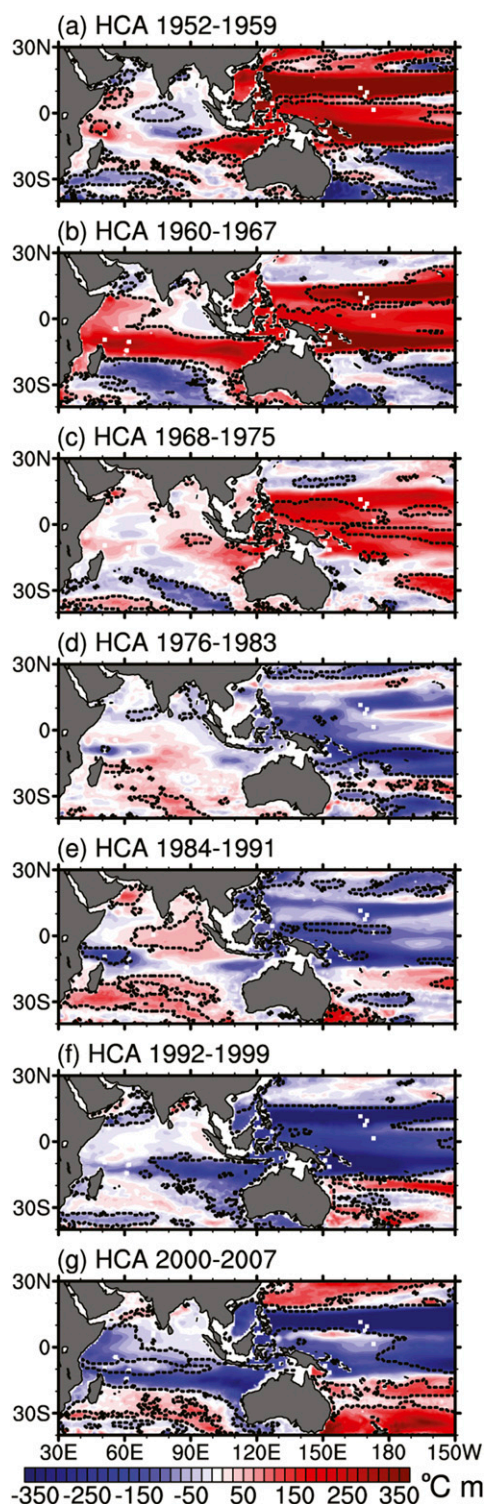 (a) HCA 1952-1959
30N
0
30S
(b) HCA 1960-1967
30N
0
30S
(c) HCA 1968-1975
30N
0
30S
(d) HCA 1976-1983
30N
0
30S
(e) HCA 1984-1991
30N
0
30S
(f) HCA 1992-1999
30N
0
30S
(g) HCA 2000-2007
30N
0
30S
30E 60E 90E 120E 150E 180 150W
-350 -250 -150 -50 50 150 250 350 °C m